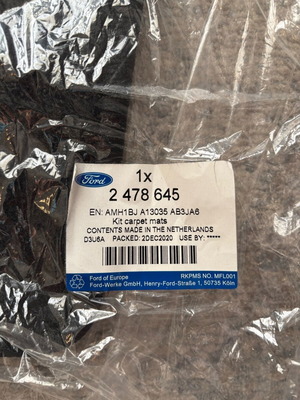 Ford
1x
2 478 645
EN: AMH1BJ A13035 AB3JA6
Kit carpet mats
CONTENTS MADE IN THE NETHERLANDS
D3U6A PACKED: 2DEC2020 USE BY: *****
Ford of Europe RKPMS NO. MFL001
Ford-Werke GmbH, Henry-Ford-Straße 1, 50735 Köln